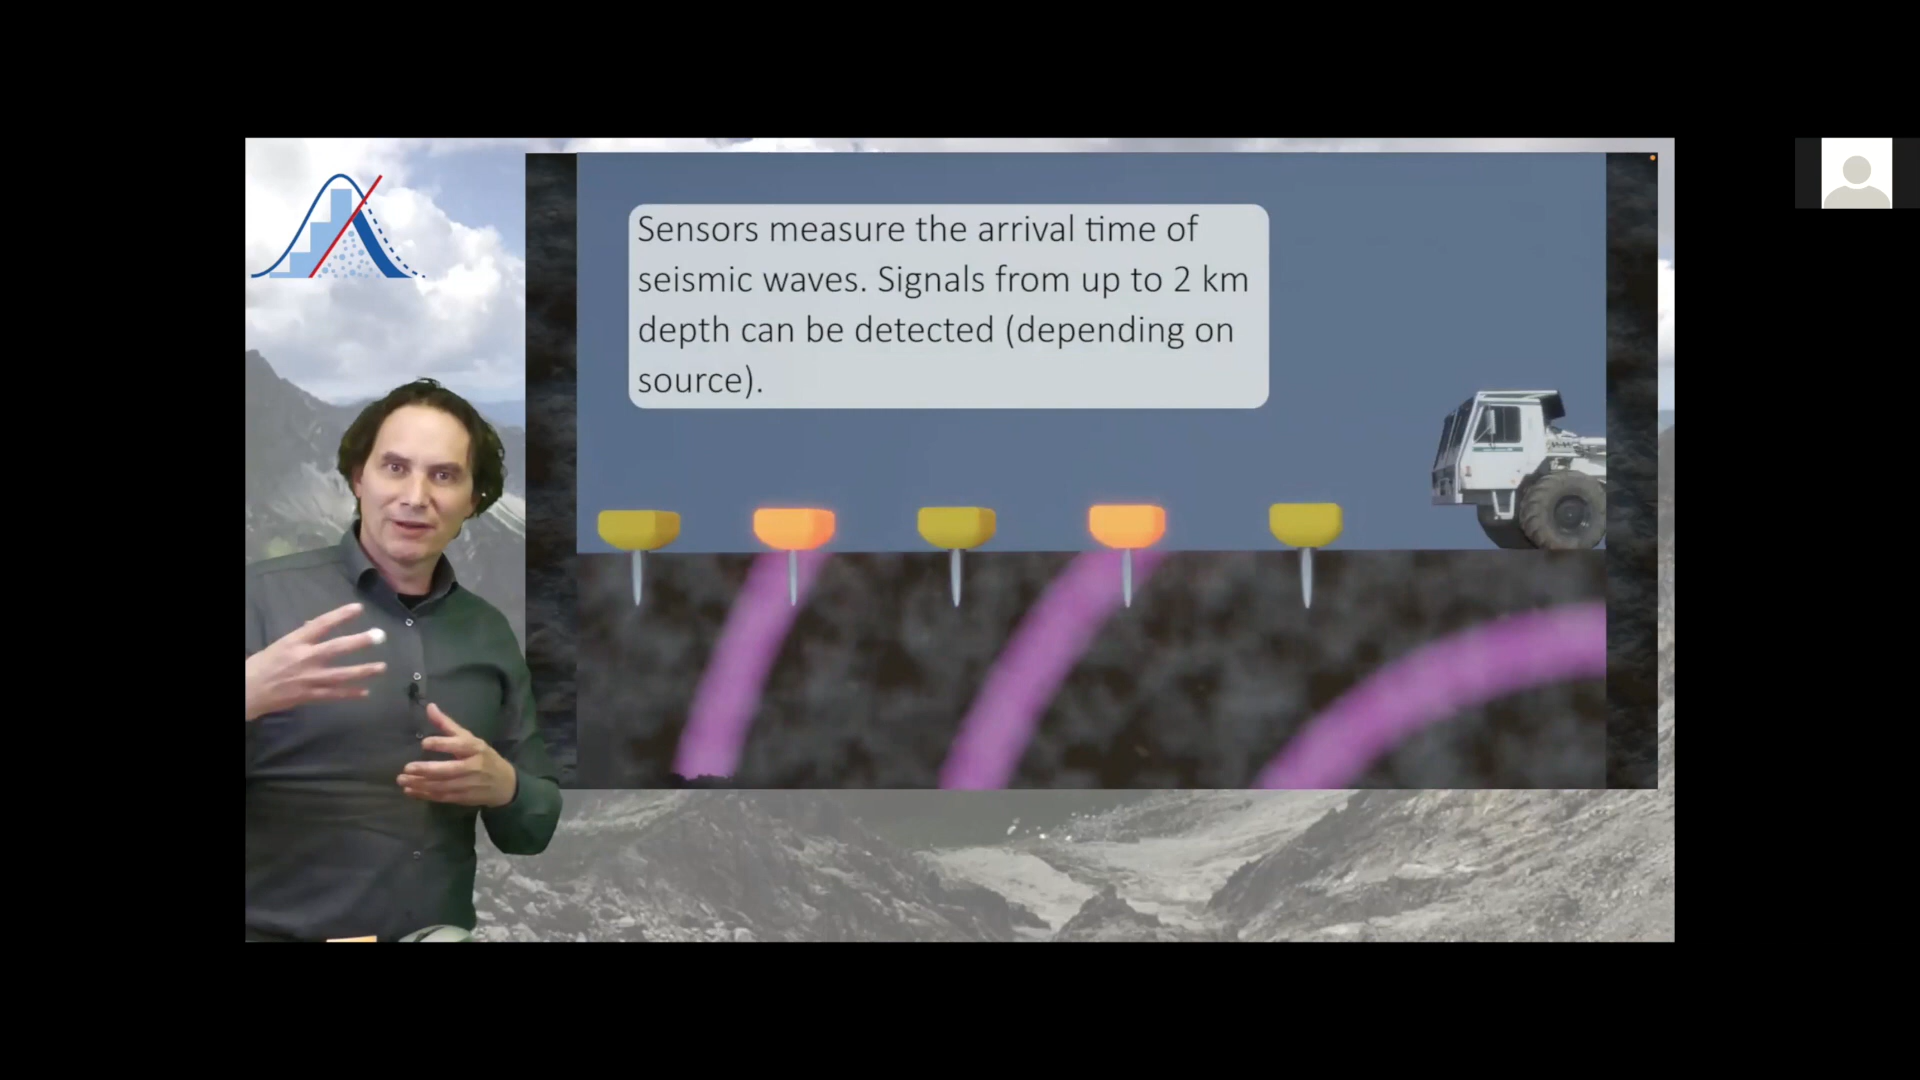 Sensors measure the arrival time of
seismic waves. Signals from up to 2 km
depth can be detected (depending on
source).